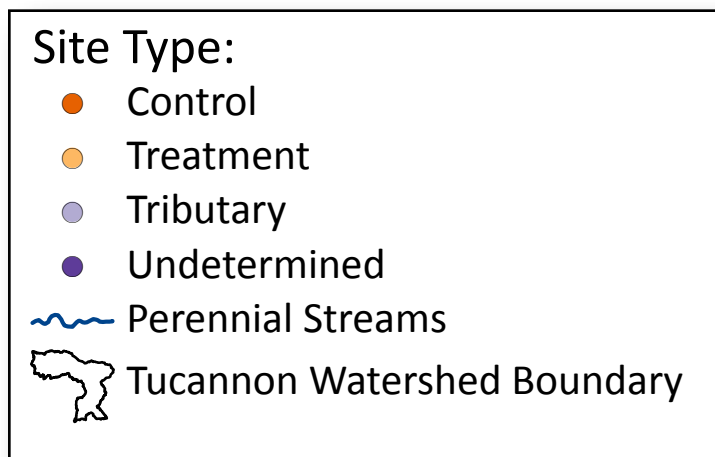 Site Type:
Control
Treatment
Tributary
Undetermined
Perennial Streams
Tucannon Watershed Boundary